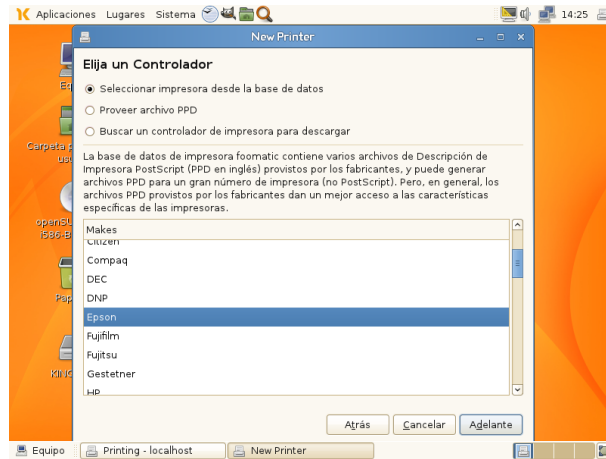 Aplicaciones Lugares Sistema 14:25
New Printer
Elija un Controlador
Seleccionar impresora desde la base de datos
Proveer archivo PPD
Buscar un controlador de impresora para descargar
La base de datos de impresora foomatic contiene varios archivos de Descripción de
Impresora PostScript (PPD en inglés) provistos por los fabricantes, y puede generar
archivos PPD para un gran número de impresora (no PostScript). Pero, en general, los
archivos PPD provistos por los fabricantes dan un mejor acceso a las características
específicas de las impresoras.
Makes
Citizen
Compaq
DEC
DNP
Epson
Fujifilm
Fujitsu
Gestetner
HP
Atrás Cancelar Adelante
Carpeta
Equipo Printing - localhost New Printer